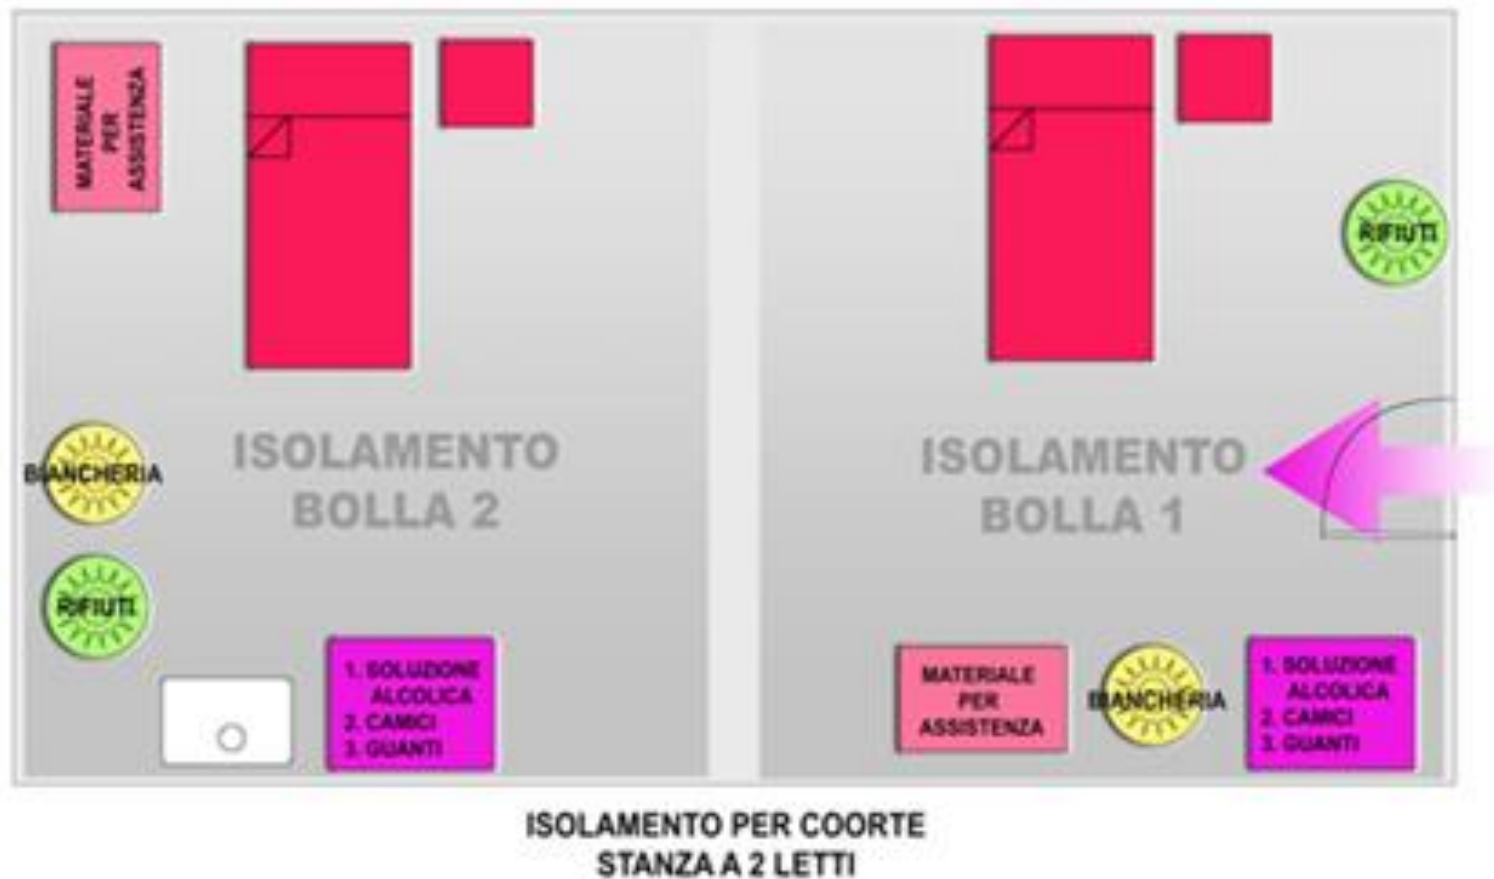 MATERIALE
PER
ASSISTENZA
RIFIUTI
BIANCHERIA
ISOLAMENTO
BOLLA 2
ISOLAMENTO
BOLLA 1
RIFIUTI
1. SOLUZIONE
ALCOLICA
2. CAMICI
3. GUANTI
MATERIALE
PER
ASSISTENZA
BIANCHERIA
1. SOLUZIONE
ALCOLICA
2. CAMICI
3. GUANTI
ISOLAMENTO PER COORTE
STANZA A 2 LETTI